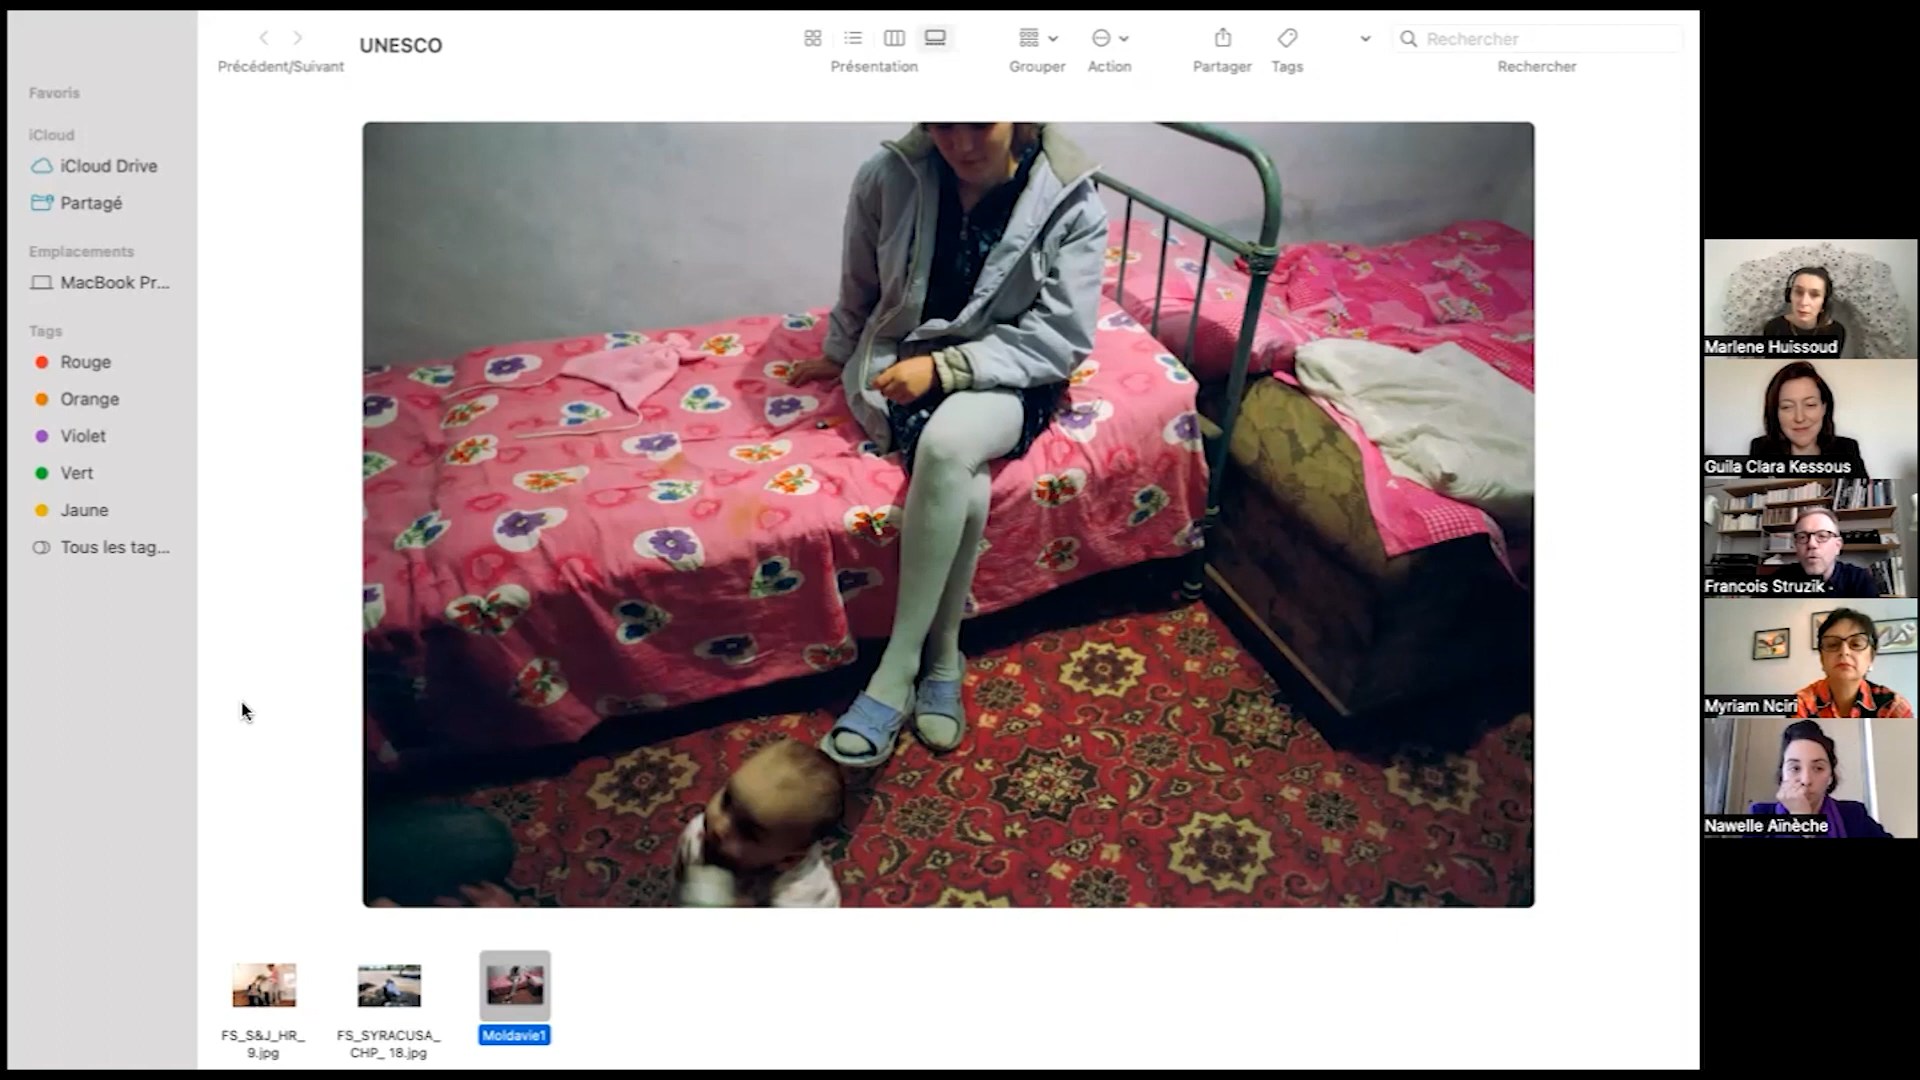 UNESCO
Précédent/Suivant
Présentation
Grouper
Action
Partager
Tags
Rechercher
Rechercher
Favoris
iCloud
iCloud Drive
Partagé
Emplacements
MacBook Pr...
Tags
Rouge
Orange
Violet
Vert
Jaune
Tous les tag...
FS_S&J_HR_
9.jpg
FS_SYRACUSA_
CHP_ 18.jpg
Moldavie1
Marlene Huissoud
Guila Clara Kessous
Francois Struzik -
Myriam Nciri
Nawelle Aïnèche